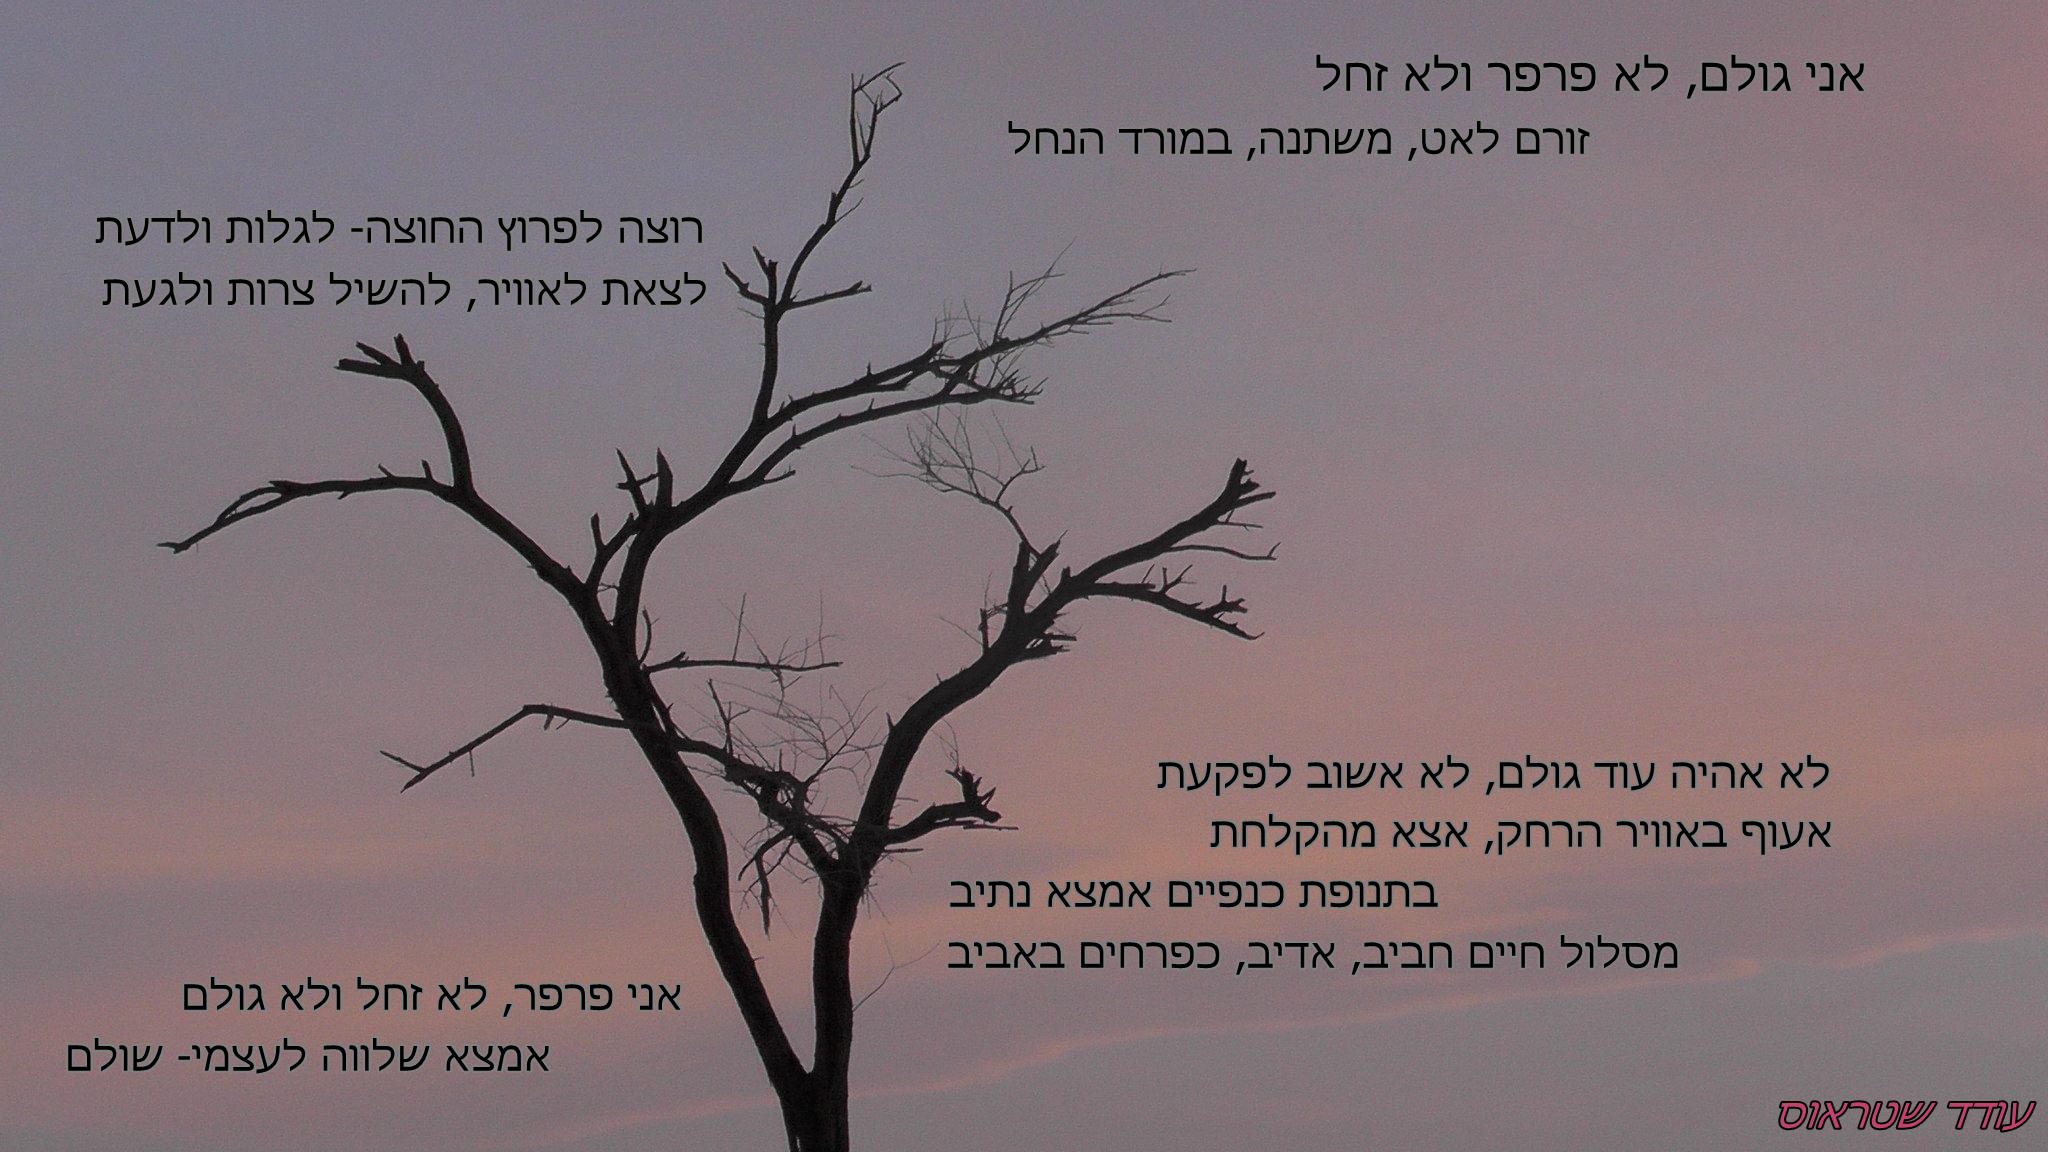 אני גולם, לא פרפר ולא זחל
זורם לאט, משתנה, במורד הנחל
רוצה לפרוץ החוצה- לגלות ולדעת
לצאת לאוויר, להשיל צרות ולגעת
לא אהיה עוד גולם, לא אשוב לפקעת
אעוף באוויר הרחק, אצא מהקלחת
בתנופת כנפיים אמצא נתיב
מסלול חיים חביב, אדיב, כפרחים באביב
אני פרפר, לא זחל ולא גולם
אמצא שלווה לעצמי- שולם
עודד שטראוס